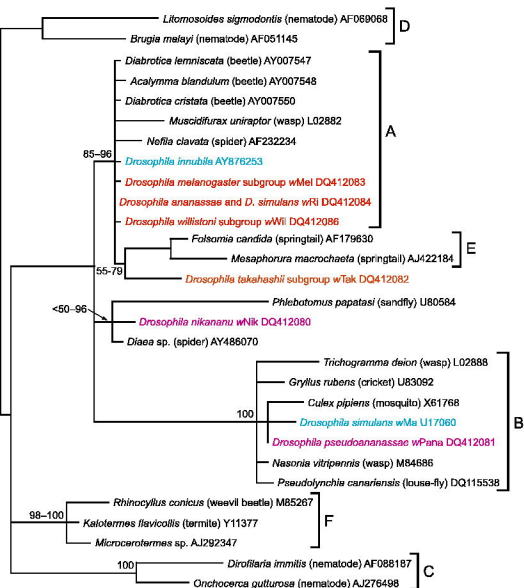 Litomosoides sigmodontis (nematode) AF069068
D
Brugia malayi (nematode) AF051145
Diabrotica lemniscata (beetle) AY007547
Acalymma blandulum (beetle) AY007548
Diabrotica cristata (beetle) AY007550
Muscidifurax uniraptor (wasp) L02882
A
Nefila clavata (spider) AF232234
85–96
Drosophila innubila AY876253
Drosophila melanogaster subgroup wMel DQ412083
Drosophila ananassae and D. simulans wRi DQ412084
Drosophila willistoni subgroup wWil DQ412086
Folsomia candida (springtail) AF179630
E
Mesaphorura macrochaeta (springtail) AJ422184
55-79
Drosophila takahashii subgroup wTak DQ412082
Phlebotomus papatasi (sandfly) U80584
<50–96
Drosophila nikananu wNik DQ412080
Diaea sp. (spider) AY486070
Trichogramma deion (wasp) L02888
Gryllus rubens (cricket) U83092
Culex pipiens (mosquito) X61768
B
100
Drosophila simulans wMa U17060
Drosophila pseudoananassae wPana DQ412081
Nasonia vitripennis (wasp) M84686
Pseudolynchia canariensis (louse-fly) DQ115538
Rhinocyllus conicus (weevil beetle) M85267
98–100
Kalotermes flavicollis (termite) Y11377
F
Microcerotermes sp. AJ292347
100
Dirofilaria immitis (nematode) AF088187
C
Onchocerca gutturosa (nematode) AJ276498